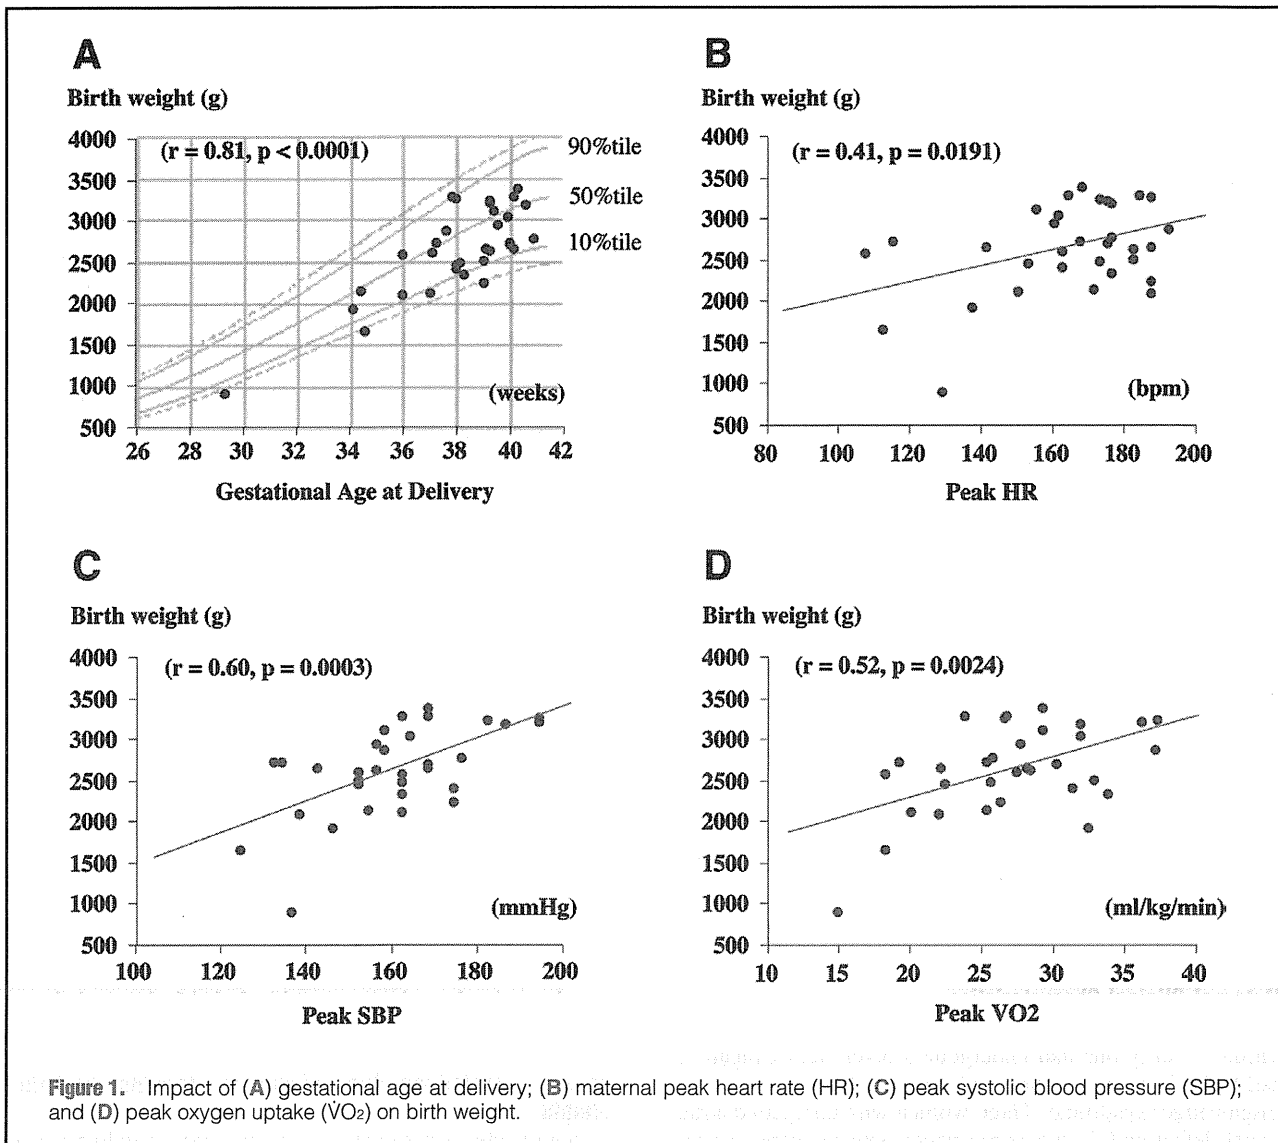 A
Birth weight (g)
4000
3500
3000
2500
2000
1500
1000
500
(r = 0.81, p < 0.0001)
90%tile
50%tile
10%tile
(weeks)
26 28 30 32 34 36 38 40 42
Gestational Age at Delivery
B
Birth weight (g)
4000
3500
3000
2500
2000
1500
1000
500
(r = 0.41, p = 0.0191)
(bpm)
80 100 120 140 160 180 200
Peak HR
C
Birth weight (g)
4000
3500
3000
2500
2000
1500
1000
500
(r = 0.60, p = 0.0003)
(mmHg)
100 120 140 160 180 200
Peak SBP
D
Birth weight (g)
4000
3500
3000
2500
2000
1500
1000
500
(r = 0.52, p = 0.0024)
(ml/kg/min)
10 15 20 25 30 35 40
Peak VO2
Figure 1. Impact of (A) gestational age at delivery; (B) maternal peak heart rate (HR); (C) peak systolic blood pressure (SBP);
and (D) peak oxygen uptake (V̇O₂) on birth weight.